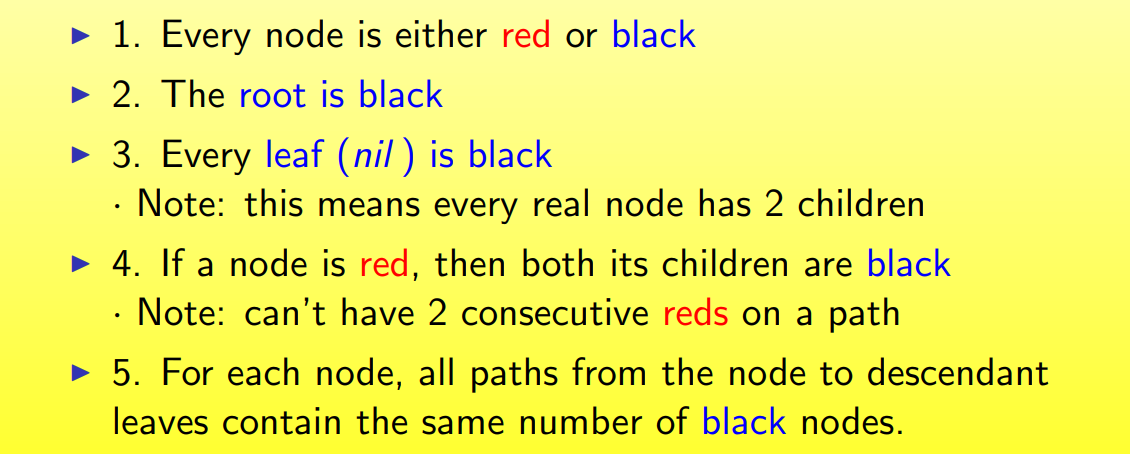 ▶ 1. Every node is either red or black
▶ 2. The root is black
▶ 3. Every leaf (nil ) is black
· Note: this means every real node has 2 children
▶ 4. If a node is red, then both its children are black
· Note: can't have 2 consecutive reds on a path
▶ 5. For each node, all paths from the node to descendant
leaves contain the same number of black nodes.